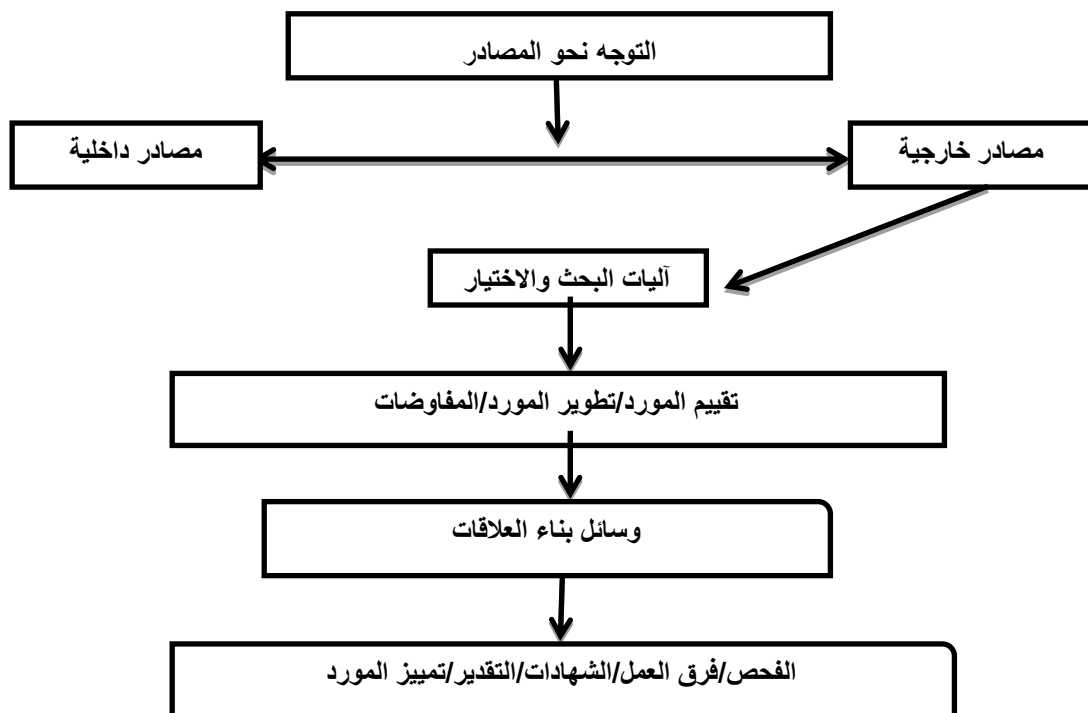 التوجه نحو المصادر
مصادر خارجية
مصادر داخلية
آليات البحث والاختيار
تقييم المورد/تطوير المورد/المفاوضات
وسائل بناء العلاقات
الفحص/فرق العمل/الشهادات/التقدير/تمييز المورد